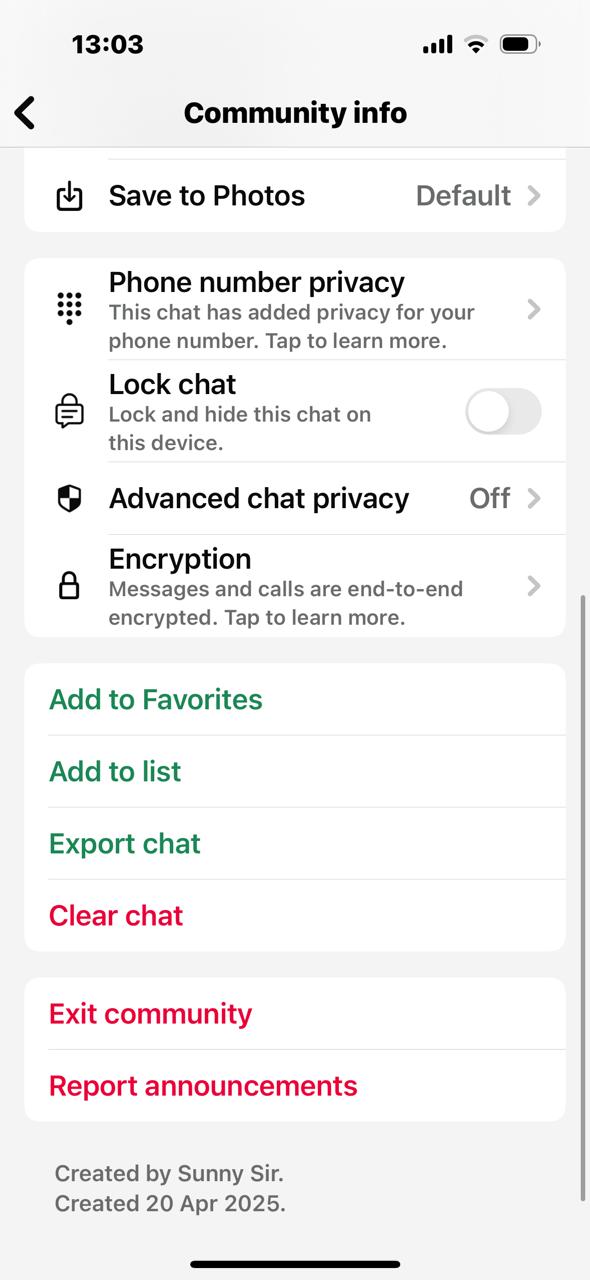 13:03
Community info
Save to Photos Default
Phone number privacy
This chat has added privacy for your
phone number. Tap to learn more.
Lock chat
Lock and hide this chat on
this device.
Advanced chat privacy Off
Encryption
Messages and calls are end-to-end
encrypted. Tap to learn more.
Add to Favorites
Add to list
Export chat
Clear chat
Exit community
Report announcements
Created by Sunny Sir.
Created 20 Apr 2025.